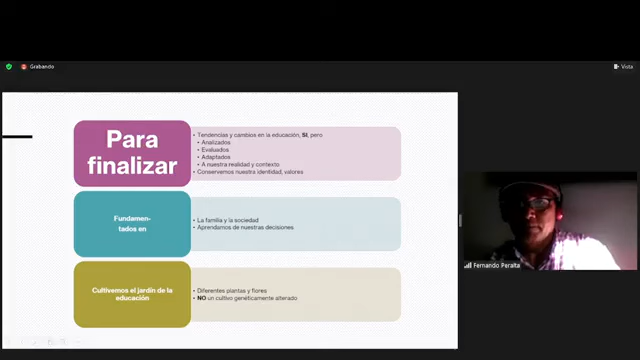 Grabando
Vista
Para
finalizar
Tendencias y cambios en la educación, SI, pero
Analizados
Evaluados
Adaptados
A nuestra realidad y contexto
Conservemos nuestra identidad, valores
Fundamen-
tados en
La familia y la sociedad
Aprendamos de nuestras decisiones
Cultivemos el jardín de la
educación
Diferentes plantas y flores
NO un cultivo genéticamente alterado
Fernando Peralta